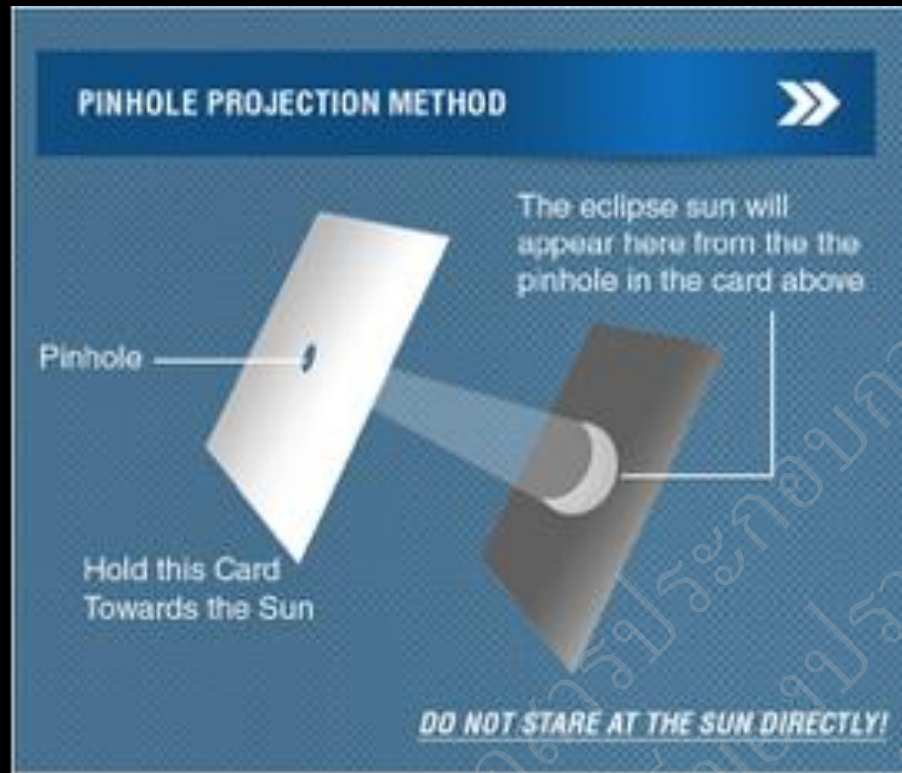 PINHOLE PROJECTION METHOD
The eclipse sun will
appear here from the the
pinhole in the card above
Pinhole
Hold this Card
Towards the Sun
DO NOT STARE AT THE SUN DIRECTLY!